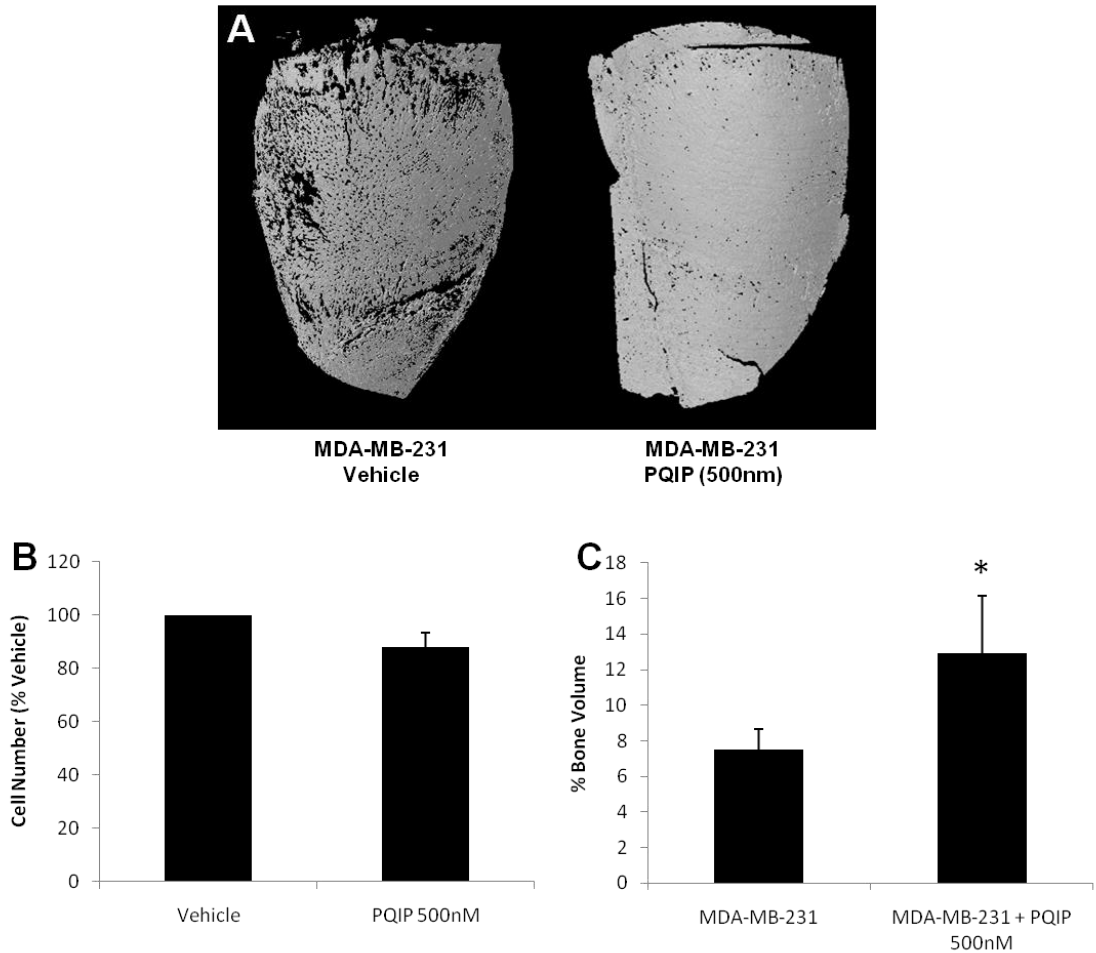 A
MDA-MB-231
Vehicle
MDA-MB-231
PQIP (500nm)
B
Cell Number (% Vehicle)
120
100
80
60
40
20
0
Vehicle
PQIP 500nM
C
% Bone Volume
18
16
14
12
10
8
6
4
2
0
*
MDA-MB-231
MDA-MB-231 + PQIP
500nM